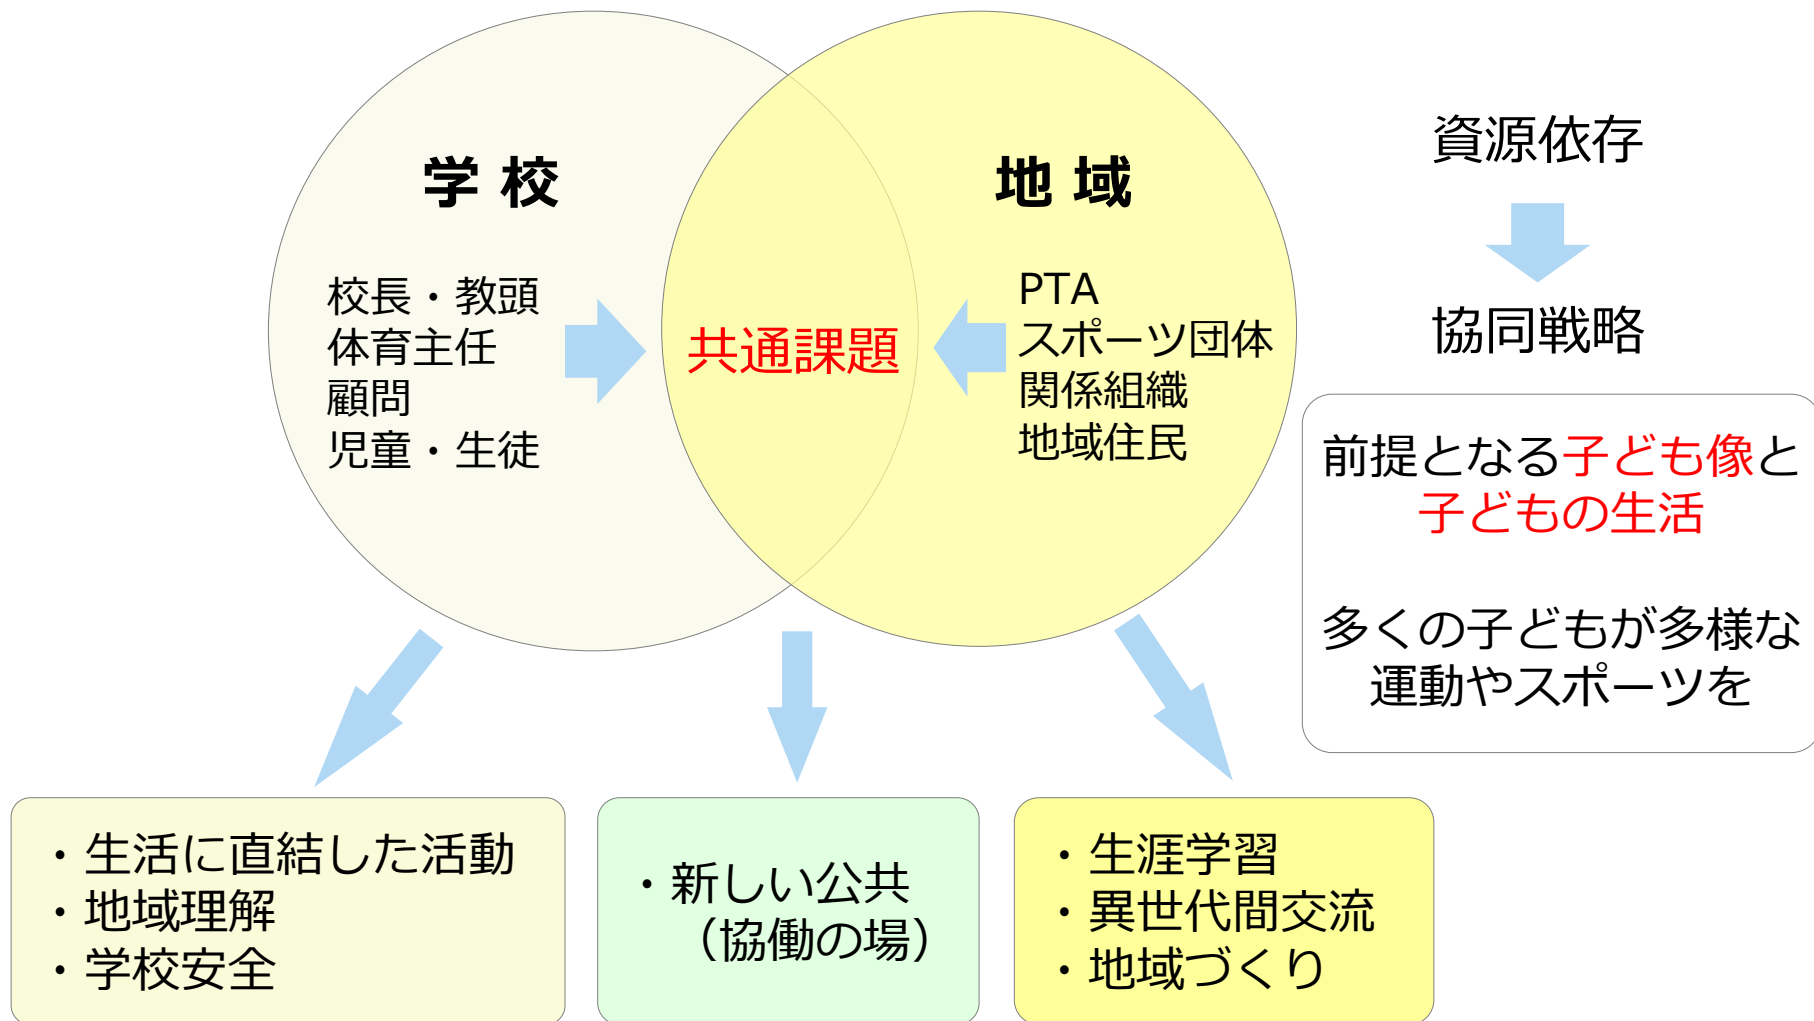 学 校
校長・教頭
体育主任
顧問
児童・生徒
共通課題
地 域
PTA
スポーツ団体
関係組織
地域住民
資源依存
協同戦略
前提となる子ども像と
子どもの生活
多くの子どもが多様な
運動やスポーツを
・生活に直結した活動
・地域理解
・学校安全
・新しい公共
（協働の場）
・生涯学習
・異世代間交流
・地域づくり